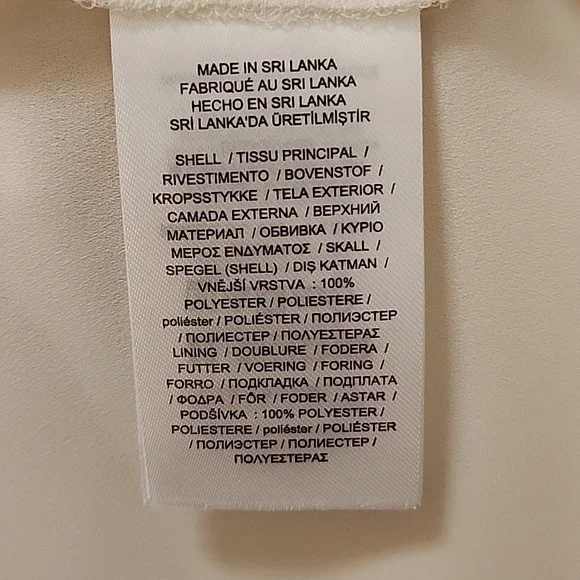 MADE IN SRI LANKA
FABRIQUÉ AU SRI LANKA
HECHO EN SRI LANKA
SRİ LANKA'DA ÜRETİLMİŞTİR
SHELL / TISSU PRINCIPAL /
RIVESTIMENTO / BOVENSTOF /
KROPSSTYKKE / TELA EXTERIOR /
CAMADA EXTERNA / ВЕРХНИЙ
МАТЕРИАЛ / ОБВИВКА / ΚΥΡΙΟ
ΜΕΡΟΣ ΕΝΔΥΜΑΤΟΣ / SKALL /
SPEGEL (SHELL) / DIŞ KATMAN /
VNĚJŠÍ VRSTVA : 100%
POLYESTER / POLIESTERE /
poliéster / POLIÉSTER / ПОЛИЭСТЕР
/ ПОЛИЕСТЕР / ΠΟΛΥΕΣΤΕΡΑΣ
LINING / DOUBLURE / FODERA /
FUTTER / VOERING / FORING /
FORRO / ПОДКЛАДКА / ПОДПЛАТА
/ ΦΟΔΡΑ / FÔR / FODER / ASTAR /
PODŠÍVKA : 100% POLYESTER /
POLIESTERE / poliéster / POLIÉSTER
/ ПОЛИЭСТЕР / ПОЛИЕСТЕР /
ΠΟΛΥΕΣΤΕΡΑΣ